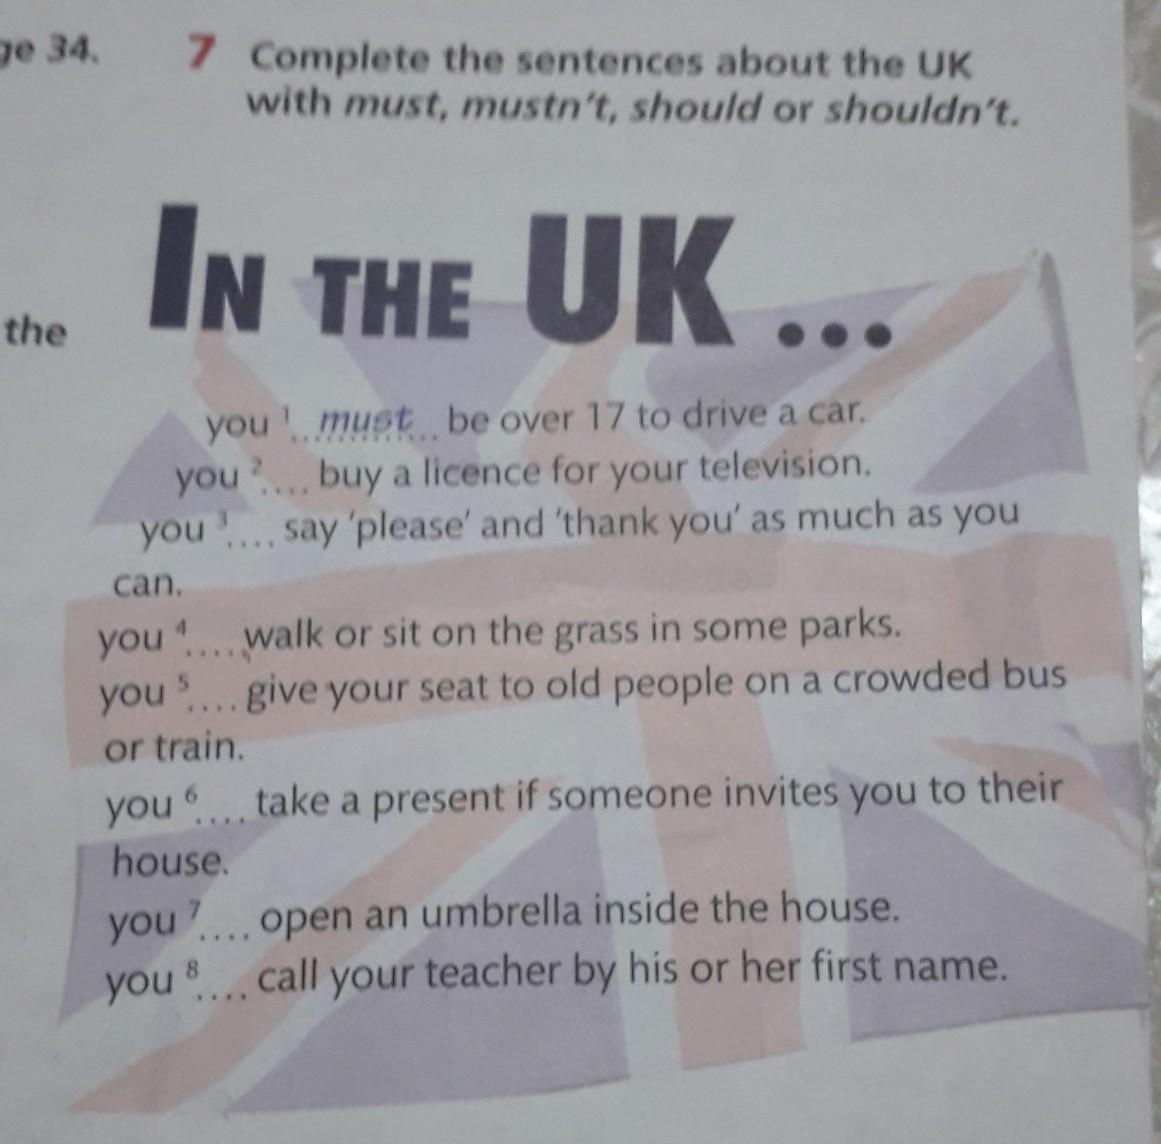 ge 34.
7 Complete the sentences about the UK
with must, mustn't, should or shouldn't.
IN THE UK ...
the
you 1 ...must... be over 17 to drive a car.
you 2 .... buy a licence for your television.
you 3 .... say 'please' and 'thank you' as much as you
can.
you 4 ..... walk or sit on the grass in some parks.
you 5 .... give your seat to old people on a crowded bus
or train.
you 6 .... take a present if someone invites you to their
house.
you 7 .... open an umbrella inside the house.
you 8 .... call your teacher by his or her first name.